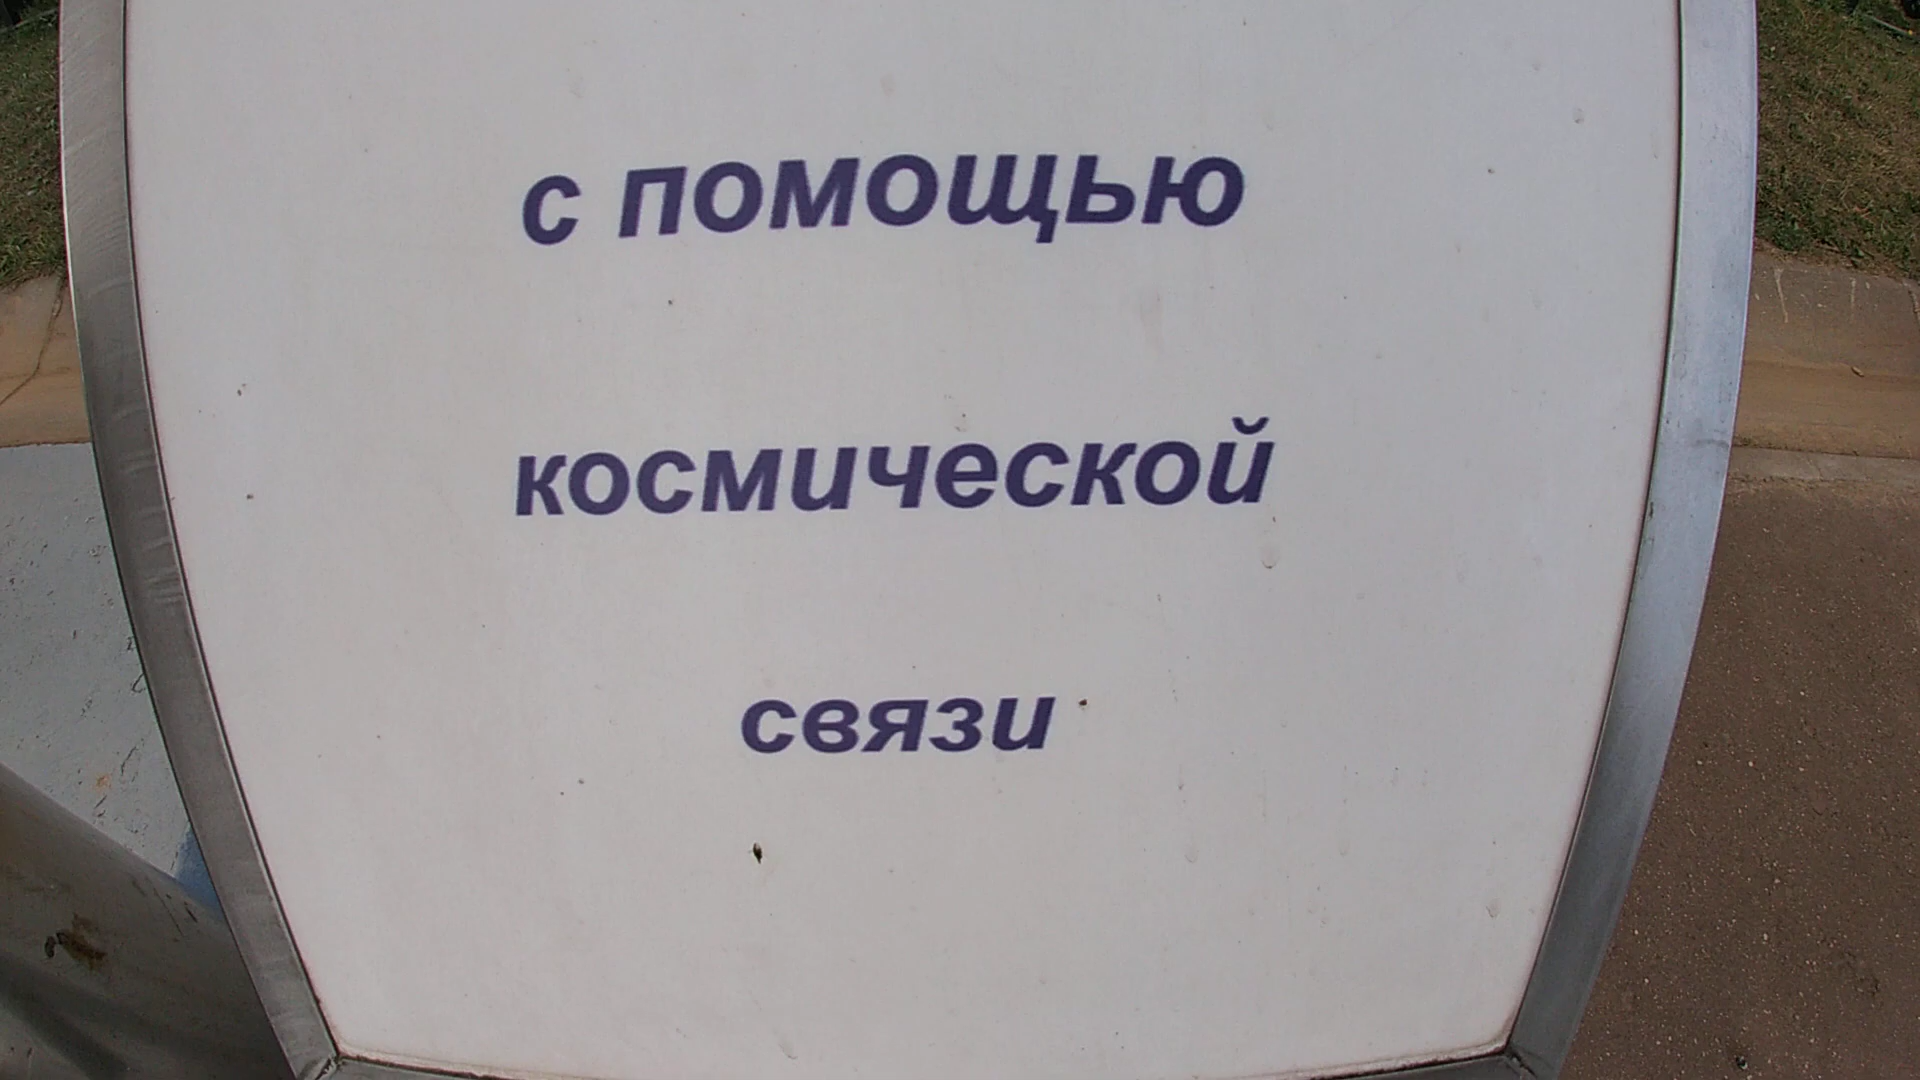 с помощью
космической
связи